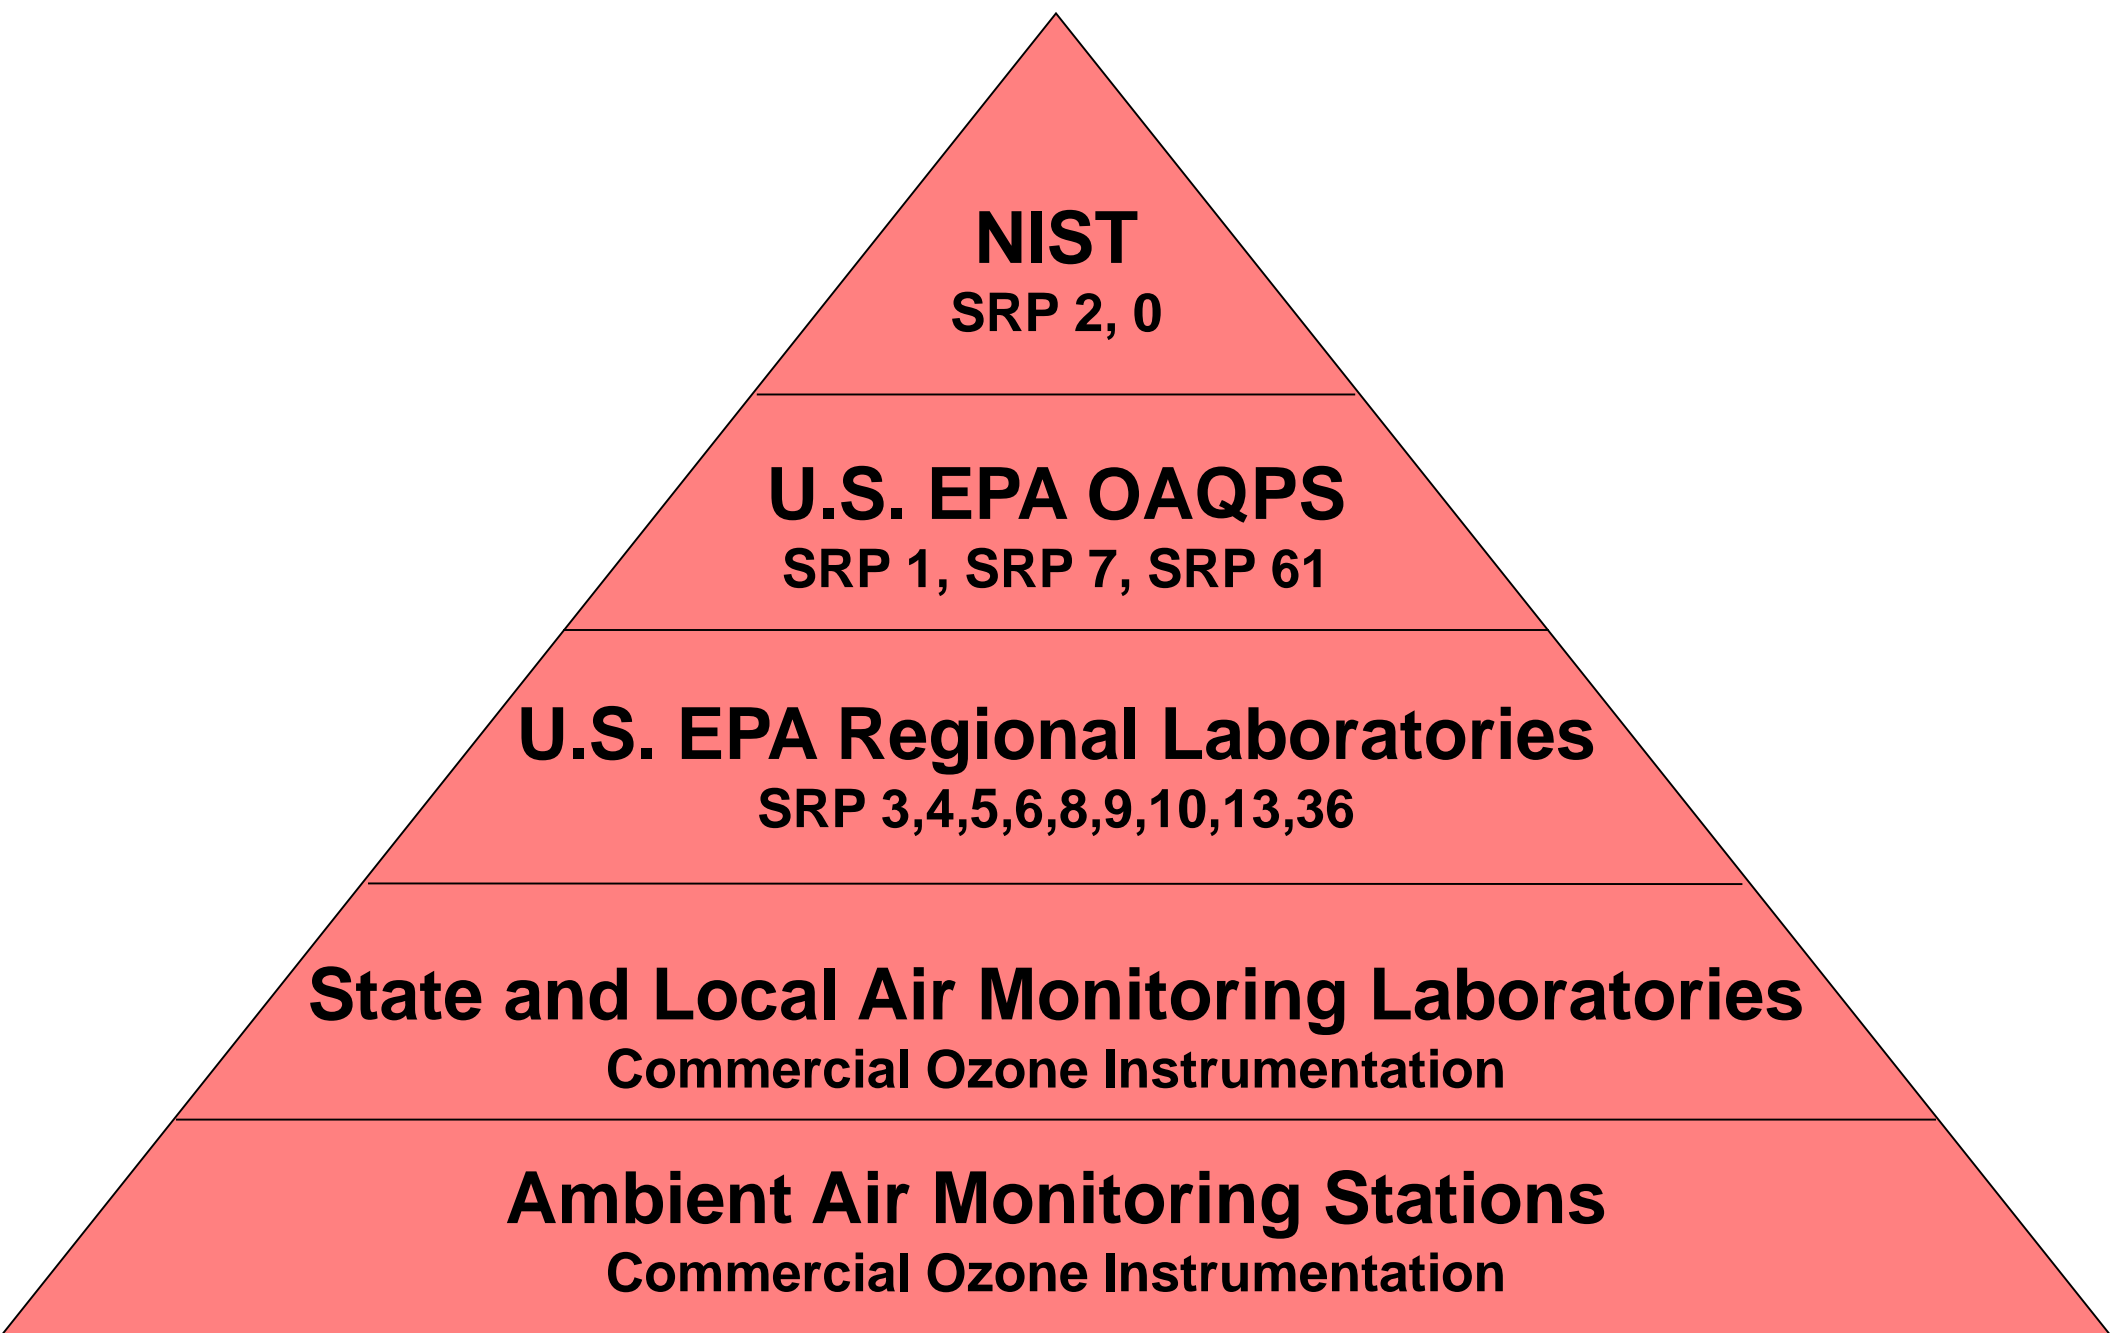 NIST
SRP 2, 0
U.S. EPA OAQPS
SRP 1, SRP 7, SRP 61
U.S. EPA Regional Laboratories
SRP 3,4,5,6,8,9,10,13,36
State and Local Air Monitoring Laboratories
Commercial Ozone Instrumentation
Ambient Air Monitoring Stations
Commercial Ozone Instrumentation